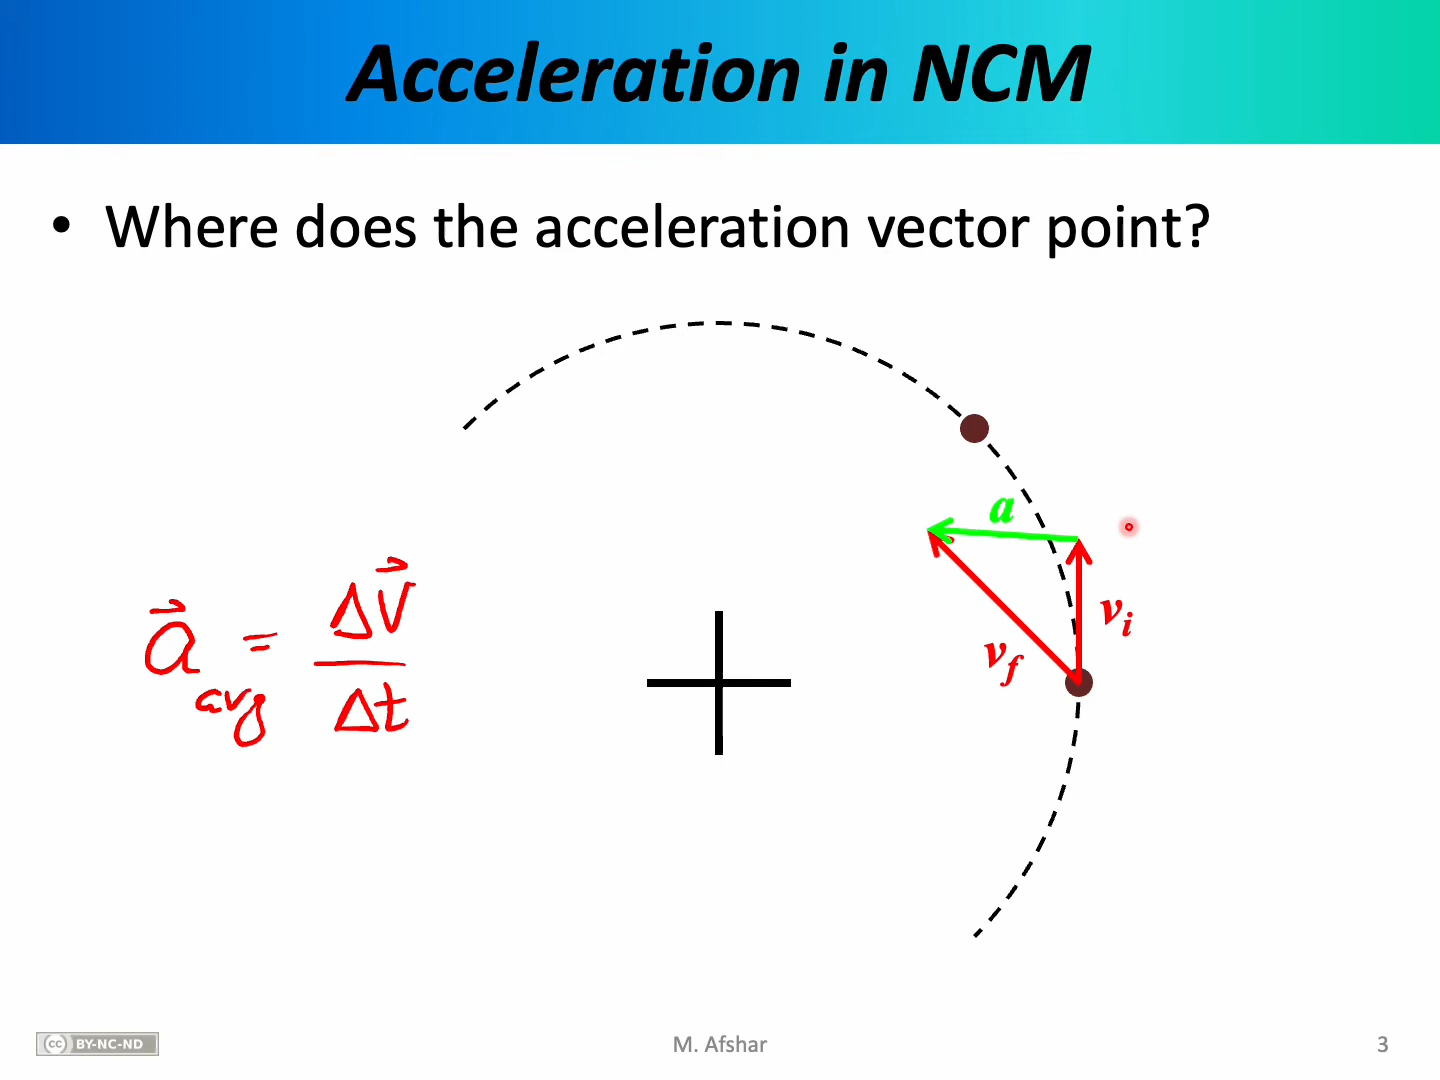 Acceleration in NCM
• Where does the acceleration vector point?
a
v_i
v_f
a⃗_avg = Δv⃗ / Δt
cc BY-NC-ND
M. Afshar
3